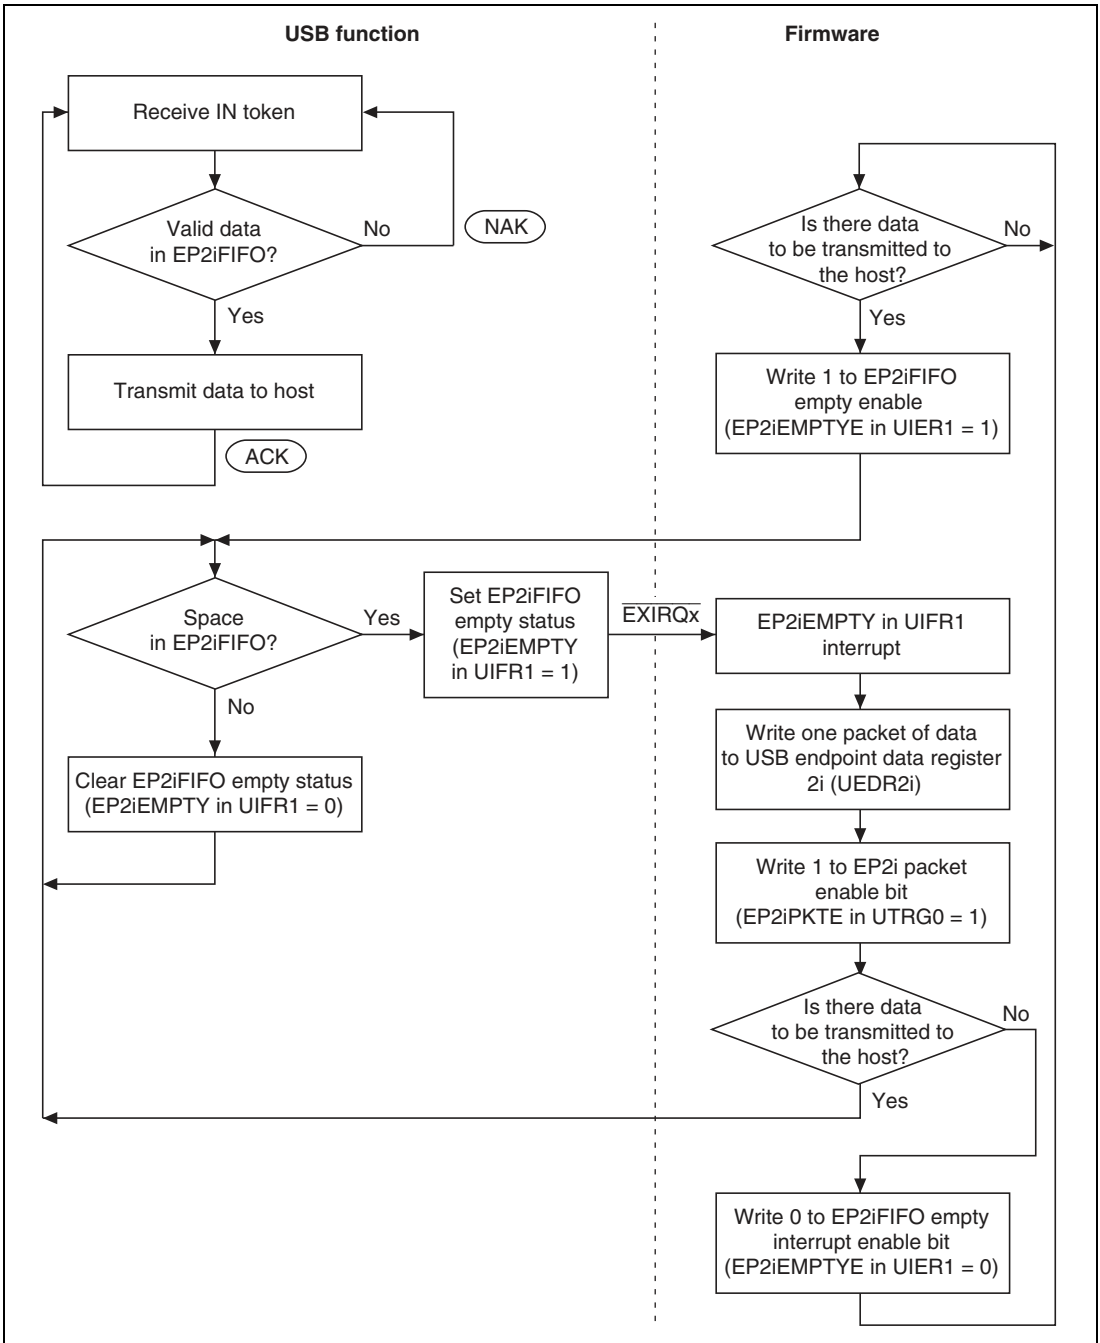 USB function
Firmware
Receive IN token
Valid data
in EP2iFIFO?
No
NAK
Yes
Transmit data to host
ACK
Is there data
to be transmitted to
the host?
No
Yes
Write 1 to EP2iFIFO
empty enable
(EP2iEMPTYE in UIER1 = 1)
Space
in EP2iFIFO?
Yes
No
Set EP2iFIFO
empty status
(EP2iEMPTY
in UIFR1 = 1)
EXIRQx
EP2iEMPTY in UIFR1
interrupt
Clear EP2iFIFO empty status
(EP2iEMPTY in UIFR1 = 0)
Write one packet of data
to USB endpoint data register
2i (UEDR2i)
Write 1 to EP2i packet
enable bit
(EP2iPKTE in UTRG0 = 1)
Is there data
to be transmitted to
the host?
No
Yes
Write 0 to EP2iFIFO empty
interrupt enable bit
(EP2iEMPTYE in UIER1 = 0)